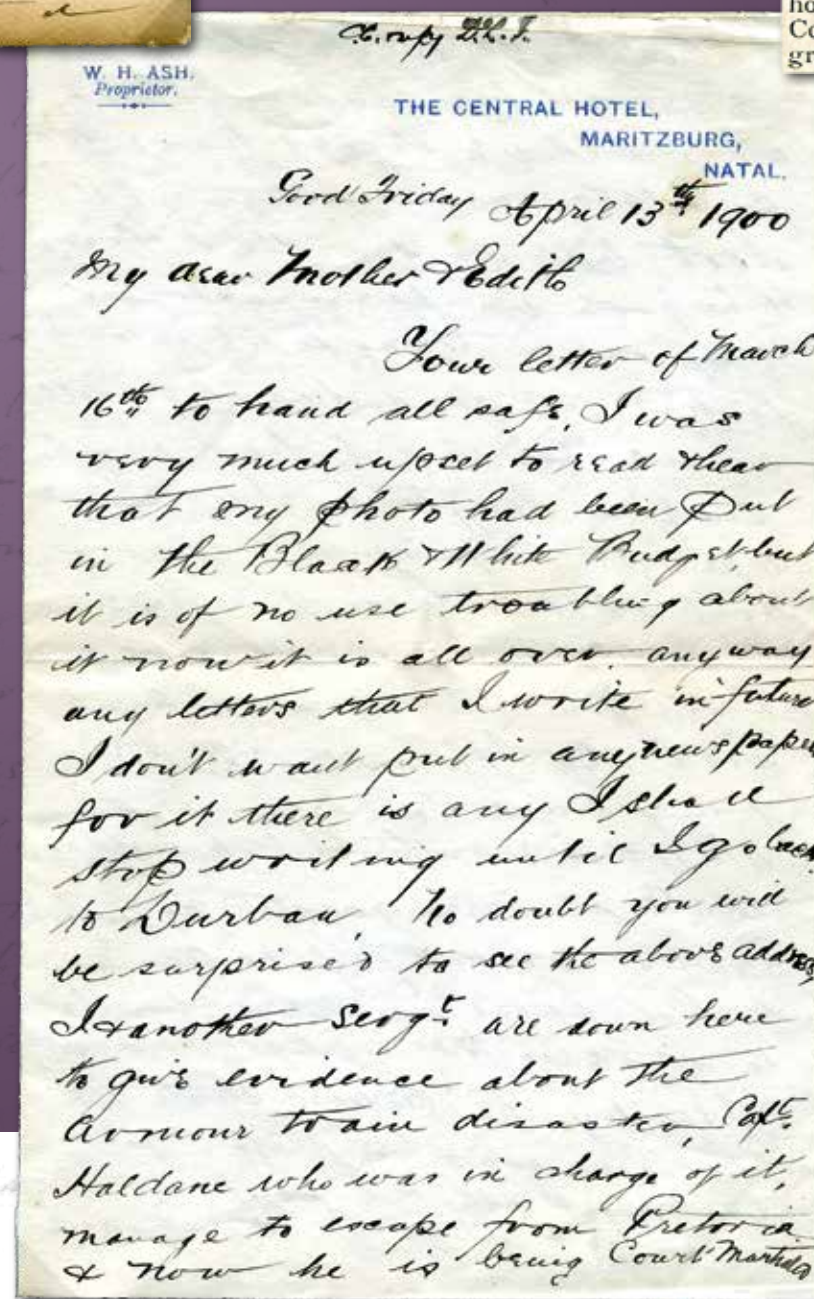 ho
Co
gr
W. H. ASH.
Proprietor.
THE CENTRAL HOTEL,
MARITZBURG,
NATAL.
Good Friday April 13th 1900
My dear Mother & Edith
Your letter of March
16th to hand all safe, I was
very much upset to read & hear
that my photo had been put
in the Black & White Budget, but
it is of no use troubling about
it now it is all over. anyway
any letters that I write in future
I don't want put in any newspaper
for if there is any I shall
stop writing until I go back
to Durban, No doubt you will
be surprised to see the above address,
I & another Sergt. are down here
to give evidence about the
armour train disaster, Capt.
Haldane who was in charge of it,
manage to escape from Pretoria
& now he is being Court Martialed